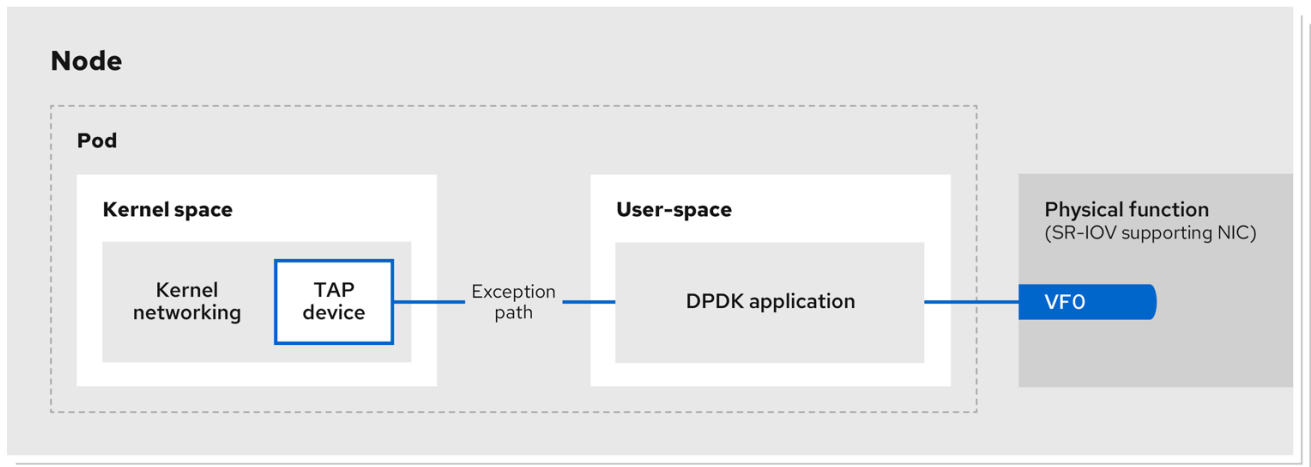 Node
Pod
Kernel space
Kernel
networking
TAP
device
Exception
path
User-space
DPDK application
Physical function
(SR-IOV supporting NIC)
VF0